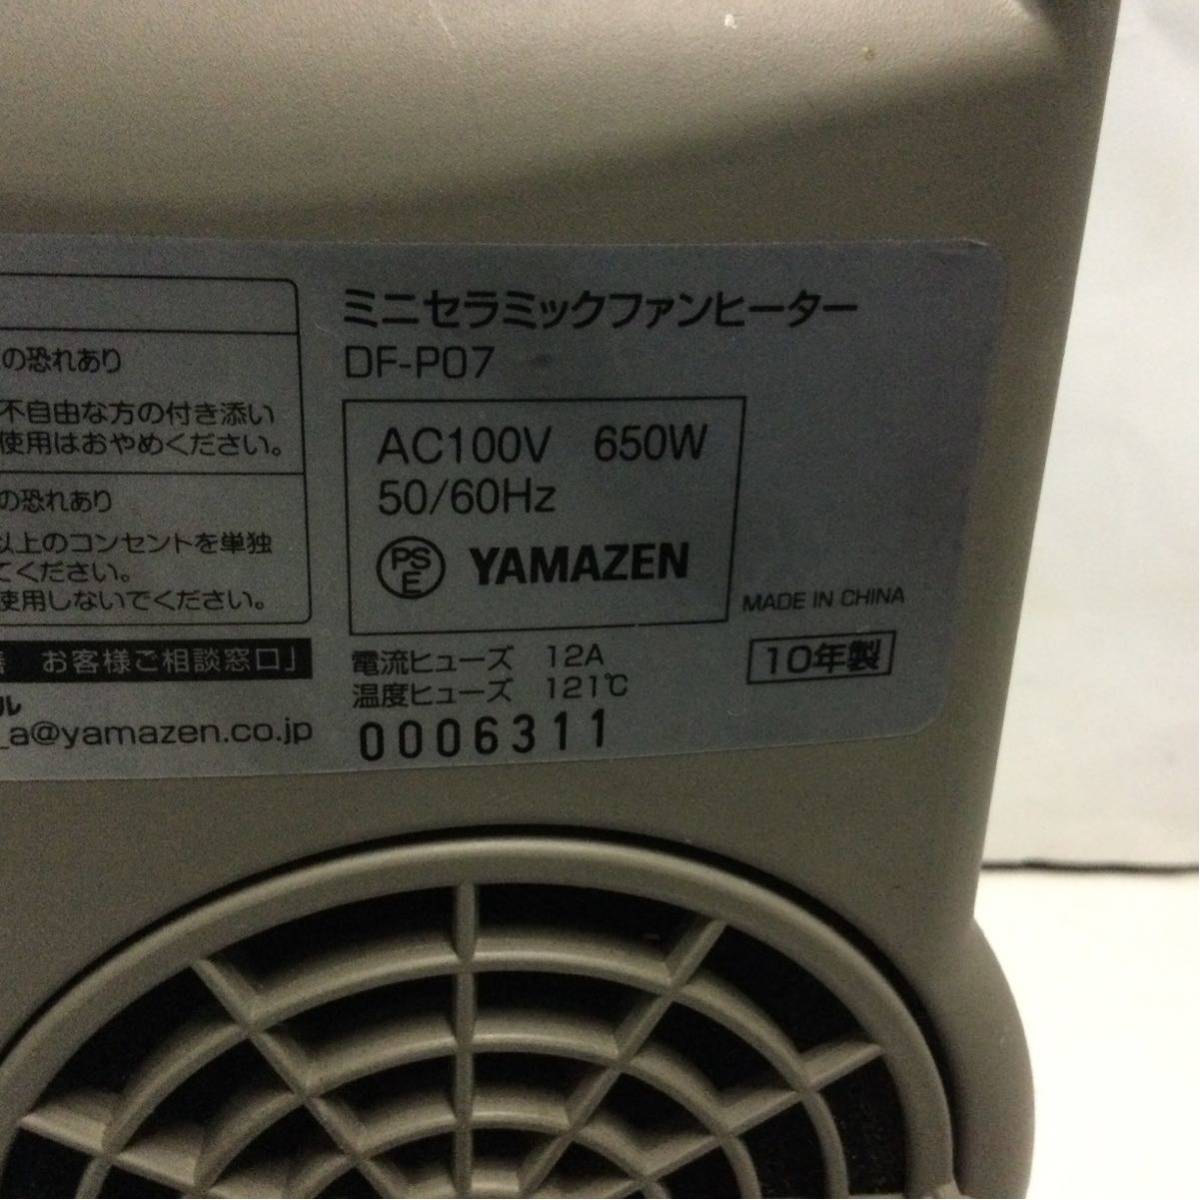 の恐れあり
不自由な方の付き添い
使用はおやめください。
の恐れあり
以上のコンセントを単独
てください。
使用しないでください。
お客様ご相談窓口」
ル
_a@yamazen.co.jp
ミニセラミックファンヒーター
DF-P07
AC100V 650W
50/60Hz
PSE YAMAZEN
MADE IN CHINA
電流ヒューズ 12A
温度ヒューズ 121℃
10年製
0006311